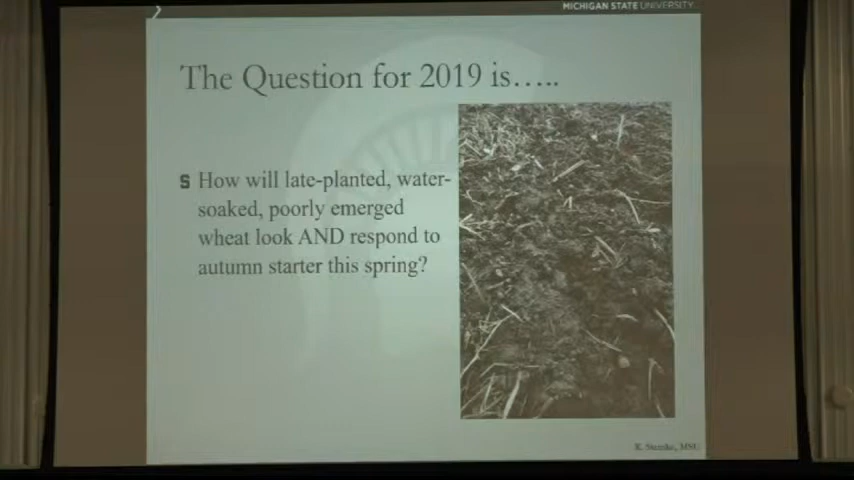 MICHIGAN STATE UNIVERSITY
The Question for 2019 is…..
S How will late-planted, water-
soaked, poorly emerged
wheat look AND respond to
autumn starter this spring?
MSU